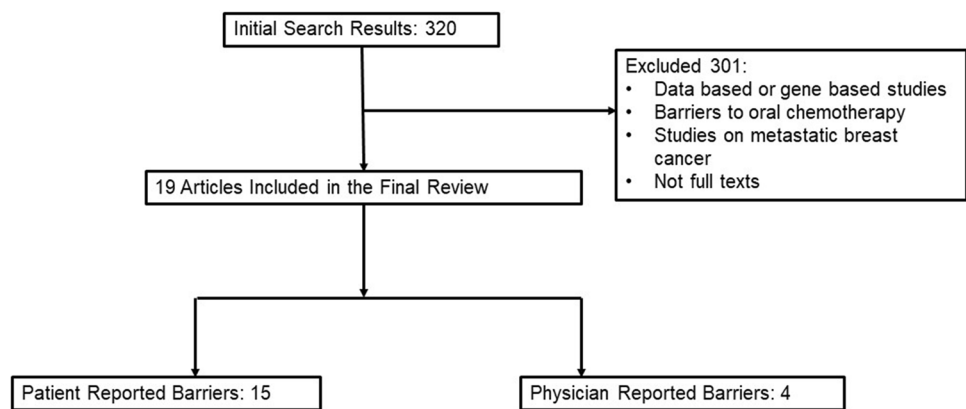 Initial Search Results: 320
Excluded 301:
• Data based or gene based studies
• Barriers to oral chemotherapy
• Studies on metastatic breast
cancer
• Not full texts
19 Articles Included in the Final Review
Patient Reported Barriers: 15
Physician Reported Barriers: 4